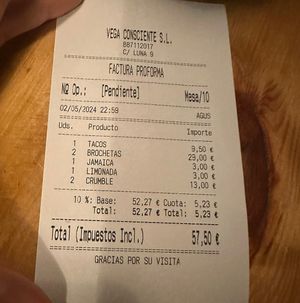 VEGA CONSCIENTE S.L.
B87112017
C/ LUNA 9
FACTURA PROFORMA
NQ Op.: [Pendiente] Mesa/10
02/05/2024 22:59 AGUS
Uds. Producto Importe
1 TACOS 9,50 €
2 BROCHETAS 29,00 €
1 JAMAICA 3,00 €
1 LIMONADA 3,00 €
2 CRUMBLE 13,00 €
10 %: Base: 52,27 € Cuota: 5,23 €
Total: 52,27 € Total: 5,23 €
Total (Impuestos Incl.) 57,50 €
GRACIAS POR SU VISITA